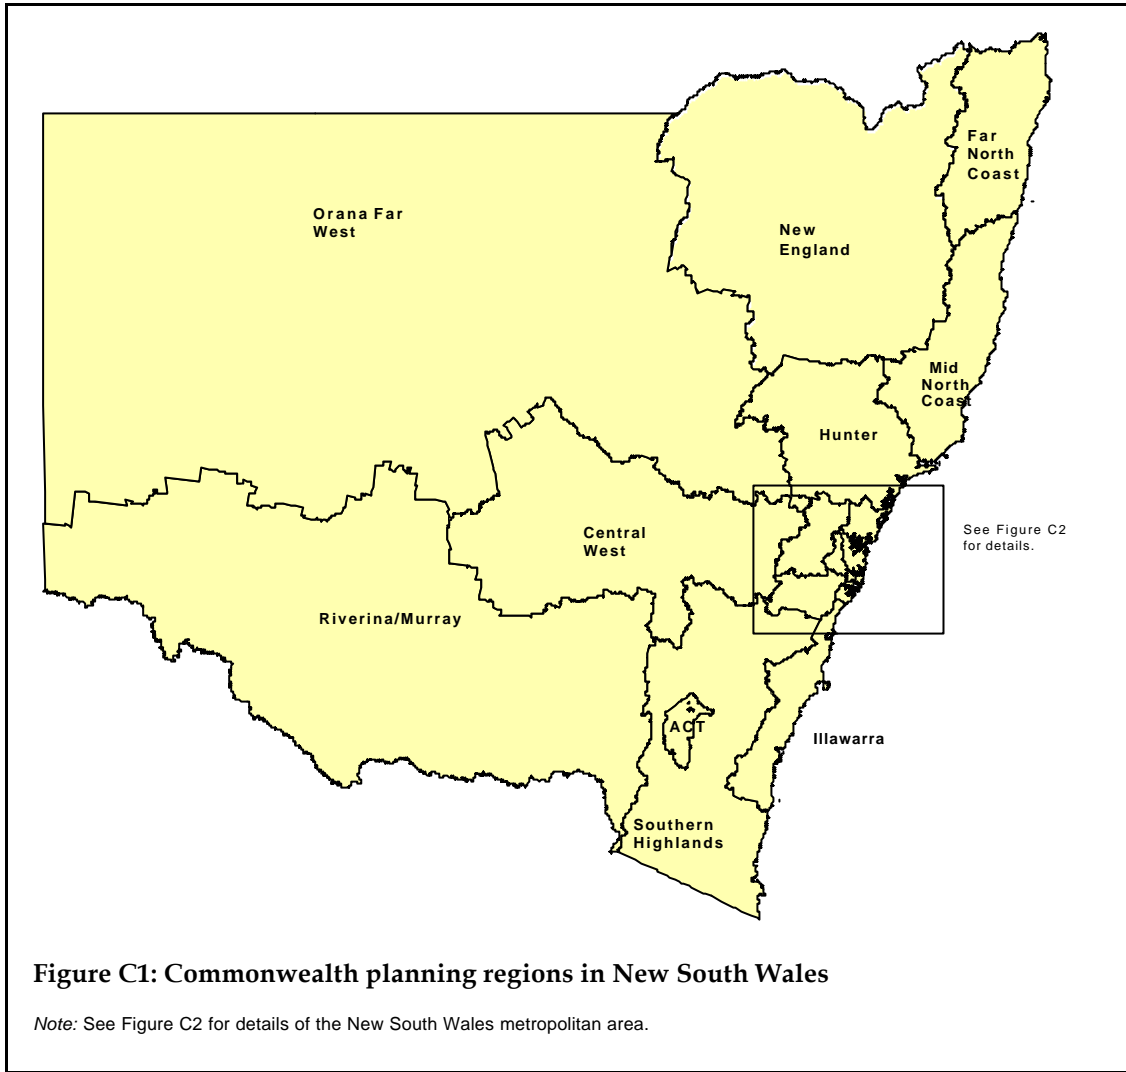 Far
North
Coast
Orana Far
West
New
England
Mid
North
Coast
Hunter
See Figure C2
for details.
Central
West
Riverina/Murray
ACT
Illawarra
Southern
Highlands
Figure C1: Commonwealth planning regions in New South Wales
Note: See Figure C2 for details of the New South Wales metropolitan area.